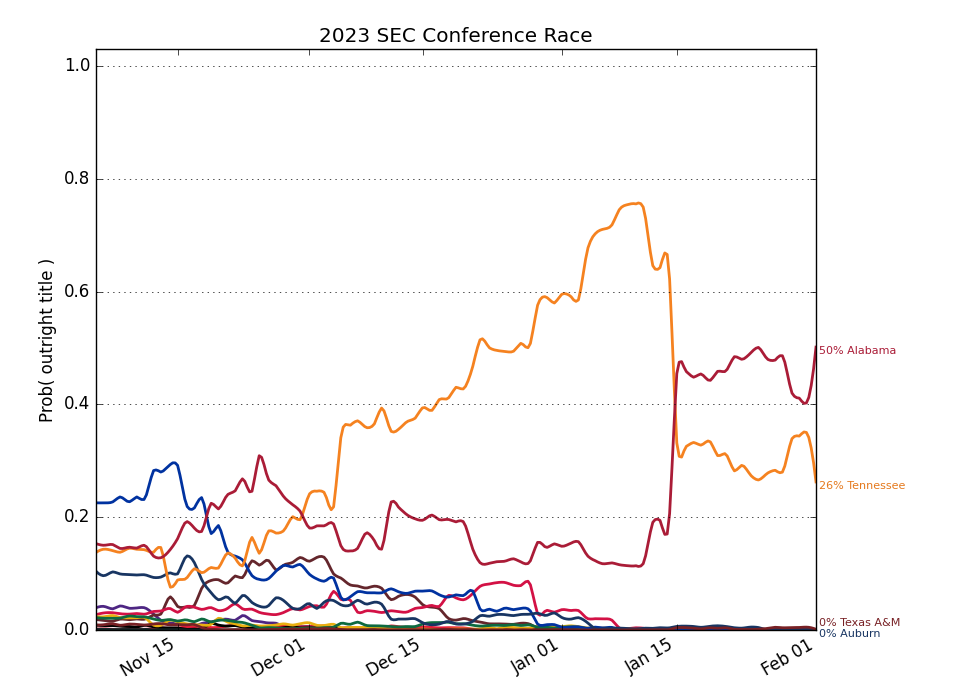 2023 SEC Conference Race
Prob( outright title )
1.0
0.8
0.6
0.4
0.2
0.0
50% Alabama
26% Tennessee
0% Texas A&M
0% Auburn
Nov 15
Dec 01
Dec 15
Jan 01
Jan 15
Feb 01